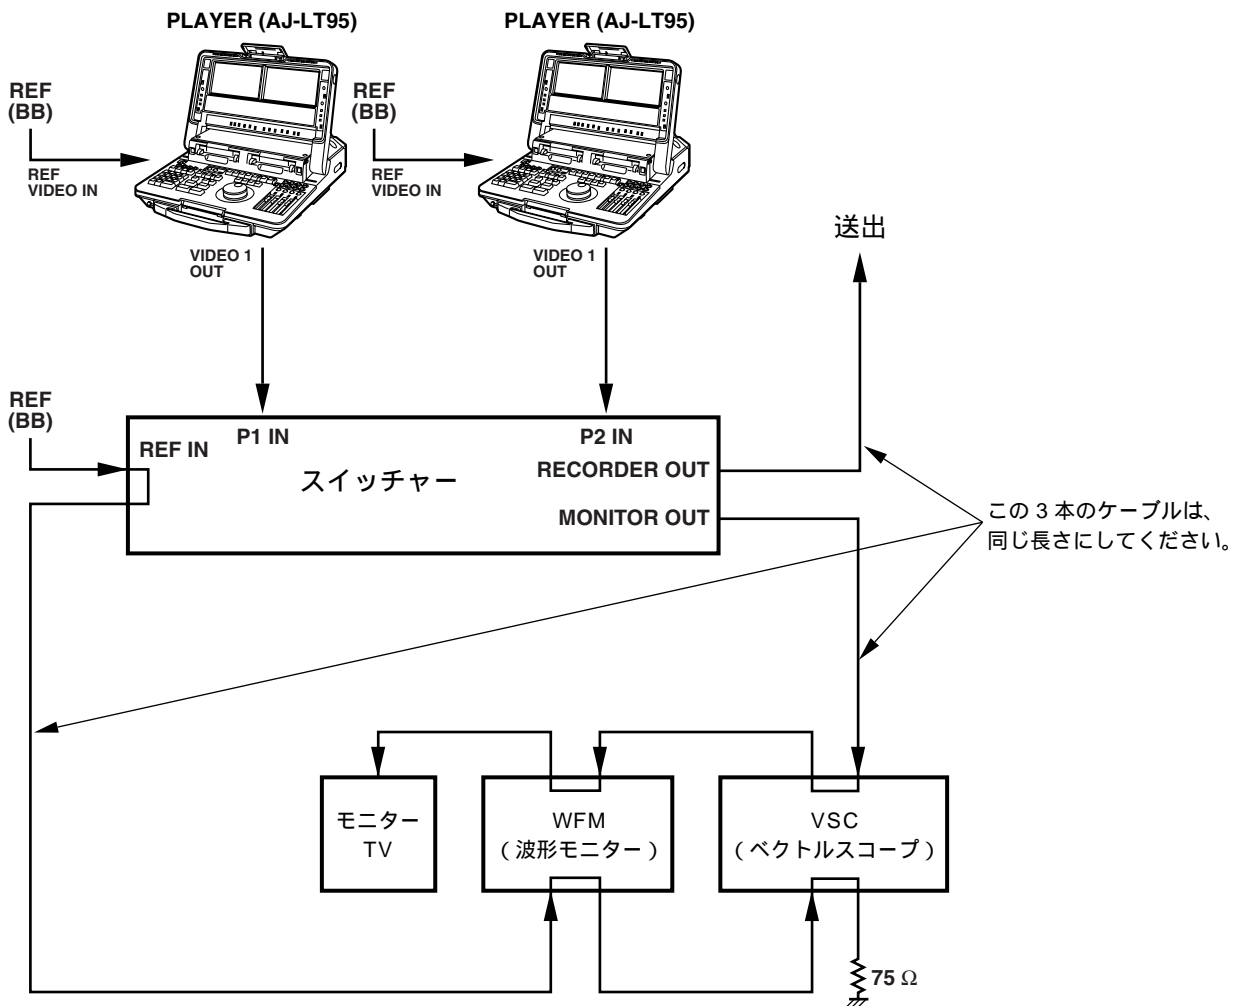 PLAYER (AJ-LT95)
PLAYER (AJ-LT95)
REF
(BB)
REF
VIDEO IN
REF
(BB)
REF
VIDEO IN
VIDEO 1
OUT
VIDEO 1
OUT
送出
REF
(BB)
REF IN
P1 IN
P2 IN
スイッチャー
RECORDER OUT
MONITOR OUT
この 3 本のケーブルは、
同じ長さにしてください。
モニター
TV
WFM
( 波形モニター )
VSC
( ベクトルスコープ )
75 Ω